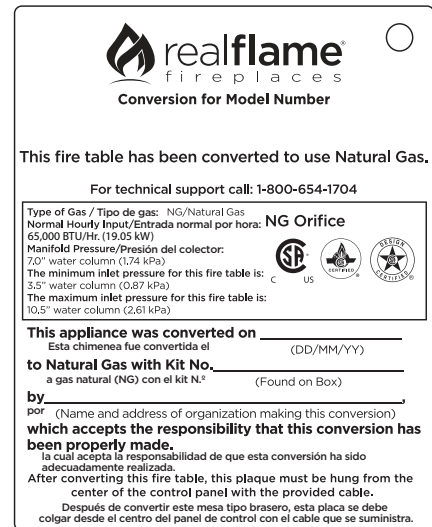 realflame®
fireplaces
Conversion for Model Number
This fire table has been converted to use Natural Gas.
For technical support call: 1-800-654-1704
Type of Gas / Tipo de gas: NG/Natural Gas
Normal Hourly Input/Entrada normal por hora: NG Orifice
65,000 BTU/Hr. (19.05 kW)
Manifold Pressure/Presión del colector:
7,0" water column (1,74 kPa)
The minimum inlet pressure for this fire table is:
3.5" water column (0.87 kPa)
The maximum inlet pressure for this fire table is:
10,5" water column (2,61 kPa)
CSA ®
C US
CERTIFIED ®
DESIGN CERTIFIED ®
This appliance was converted on
Esta chimenea fue convertida el (DD/MM/YY)
to Natural Gas with Kit No.
a gas natural (NG) con el kit N.º (Found on Box)
by ,
por (Name and address of organization making this conversion)
which accepts the responsibility that this conversion has
been properly made.
la cual acepta la responsabilidad de que esta conversión ha sido
adecuadamente realizada.
After converting this fire table, this plaque must be hung from the
center of the control panel with the provided cable.
Después de convertir este mesa tipo brasero, esta placa se debe
colgar desde el centro del panel de control con el cable que se suministra.